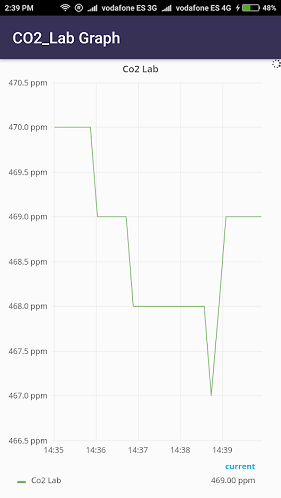 2:39 PM vodafone ES 3G vodafone ES 4G 48%
CO2_Lab Graph
Co2 Lab
470.5 ppm
470.0 ppm
469.5 ppm
469.0 ppm
468.5 ppm
468.0 ppm
467.5 ppm
467.0 ppm
466.5 ppm
14:35 14:36 14:37 14:38 14:39
current
Co2 Lab 469.00 ppm